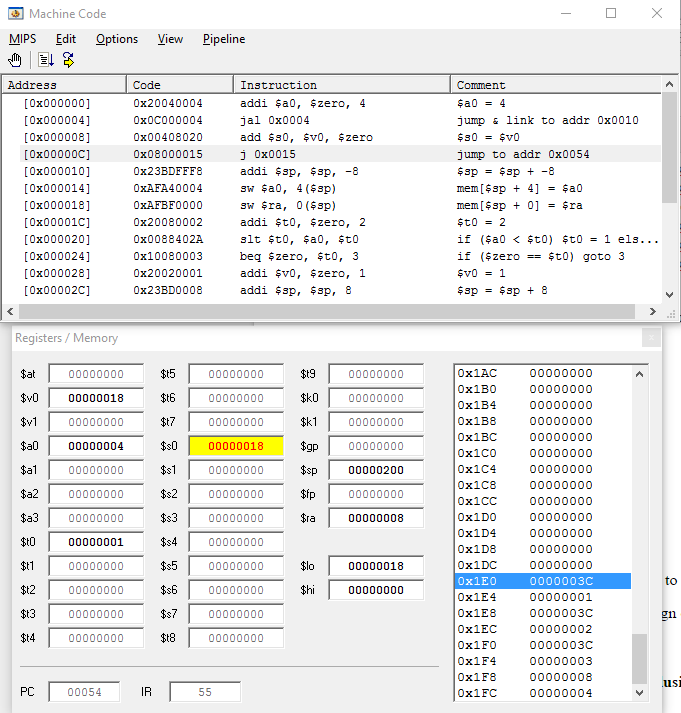 Machine Code
MIPS Edit Options View Pipeline
Address Code Instruction Comment
[0x000000] 0x20040004 addi $a0, $zero, 4 $a0 = 4
[0x000004] 0x0C000004 jal 0x0004 jump & link to addr 0x0010
[0x000008] 0x00408020 add $s0, $v0, $zero $s0 = $v0
[0x00000C] 0x08000015 j 0x0015 jump to addr 0x0054
[0x000010] 0x23BDFFF8 addi $sp, $sp, -8 $sp = $sp + -8
[0x000014] 0xAFA40004 sw $a0, 4($sp) mem[$sp + 4] = $a0
[0x000018] 0xAFBF0000 sw $ra, 0($sp) mem[$sp + 0] = $ra
[0x00001C] 0x20080002 addi $t0, $zero, 2 $t0 = 2
[0x000020] 0x0088402A slt $t0, $a0, $t0 if ($a0 < $t0) $t0 = 1 els...
[0x000024] 0x10080003 beq $zero, $t0, 3 if ($zero == $t0) goto 3
[0x000028] 0x20020001 addi $v0, $zero, 1 $v0 = 1
[0x00002C] 0x23BD0008 addi $sp, $sp, 8 $sp = $sp + 8
Registers / Memory
$at 00000000 $t5 00000000 $t9 00000000 0x1AC 00000000
$v0 00000018 $t6 00000000 $k0 00000000 0x1B0 00000000
0x1B4 00000000
$v1 00000000 $t7 00000000 $k1 00000000 0x1B8 00000000
$a0 00000004 $s0 00000018 $gp 00000000 0x1BC 00000000
0x1C0 00000000
$a1 00000000 $s1 00000000 $sp 00000200 0x1C4 00000000
$a2 00000000 $s2 00000000 $fp 00000000 0x1C8 00000000
0x1CC 00000000
$a3 00000000 $s3 00000000 $ra 00000008 0x1D0 00000000
$t0 00000001 $s4 00000000 0x1D4 00000000
0x1D8 00000000
$t1 00000000 $s5 00000000 $lo 00000018 0x1DC 00000000
0x1E0 0000003C
to
$t2 00000000 $s6 00000000 $hi 00000000 0x1E4 00000001
$t3 00000000 $s7 00000000 0x1E8 0000003C
gn
0x1EC 00000002
$t4 00000000 $t8 00000000 0x1F0 0000003C
0x1F4 00000003
0x1F8 00000008
usi
PC 00054 IR 55 0x1FC 00000004